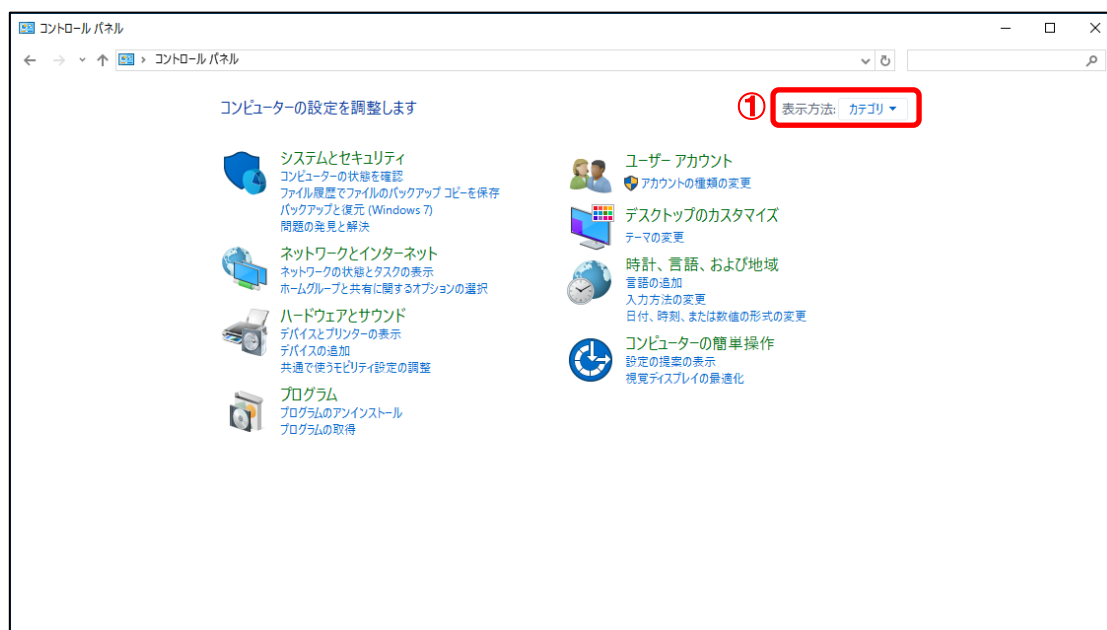 コントロール パネル
コントロール パネル
コンピューターの設定を調整します
① 表示方法: カテゴリ
システムとセキュリティ
コンピューターの状態を確認
ファイル履歴でファイルのバックアップ コピーを保存
バックアップと復元 (Windows 7)
問題の発見と解決
ネットワークとインターネット
ネットワークの状態とタスクの表示
ホームグループと共有に関するオプションの選択
ハードウェアとサウンド
デバイスとプリンターの表示
デバイスの追加
共通で使うモビリティ設定の調整
プログラム
プログラムのアンインストール
プログラムの取得
ユーザー アカウント
アカウントの種類の変更
デスクトップのカスタマイズ
テーマの変更
時計、言語、および地域
言語の追加
入力方法の変更
日付、時刻、または数値の形式の変更
コンピューターの簡単操作
設定の提案の表示
視覚ディスプレイの最適化